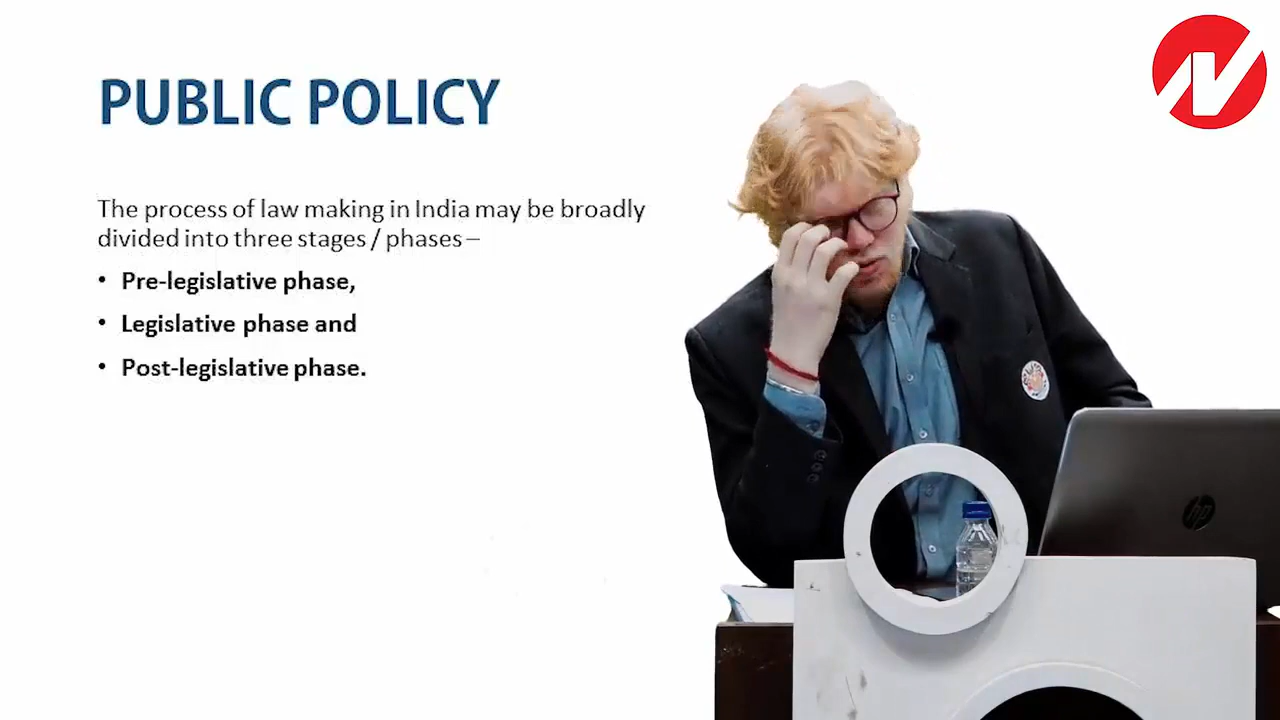 PUBLIC POLICY
The process of law making in India may be broadly
divided into three stages / phases –
• Pre-legislative phase,
• Legislative phase and
• Post-legislative phase.
hp